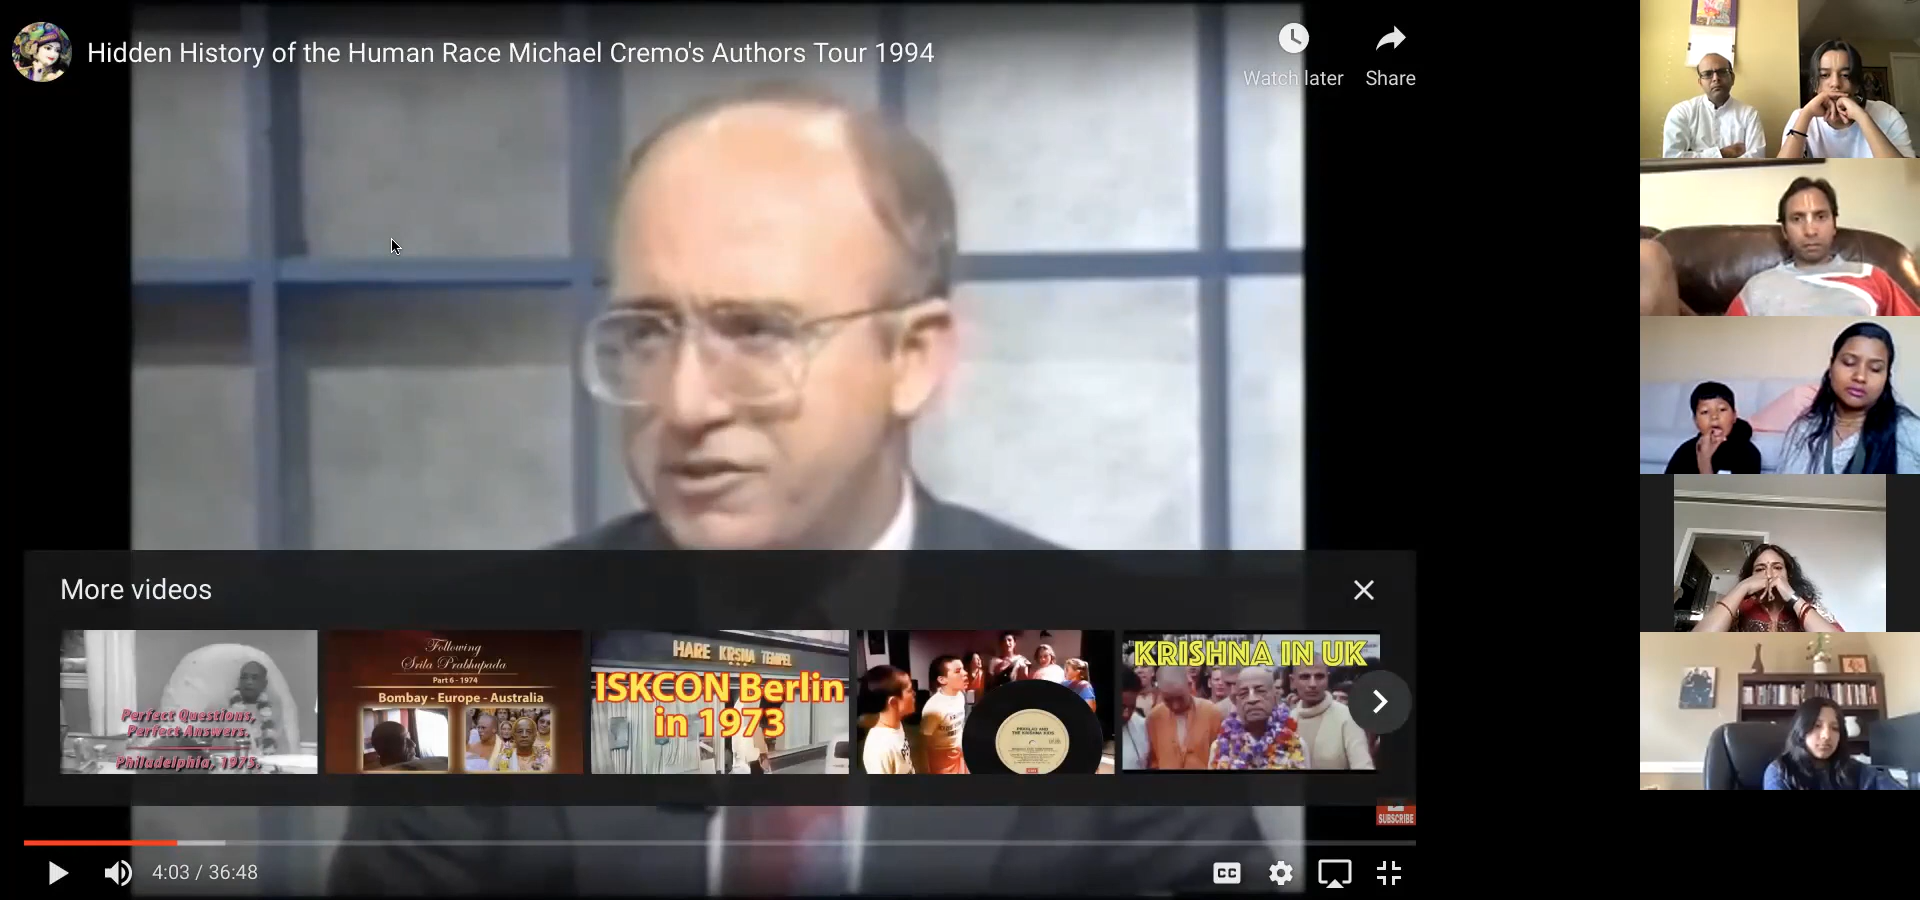 Hidden History of the Human Race Michael Cremo's Authors Tour 1994
Watch later
Share
More videos
Perfect Questions,
Perfect Answers.
Philadelphia, 1975.
Following
Srila Prabhupada
Part 6 - 1974
Bombay - Europe - Australia
HARE KRSNA TEMPEL
ISKCON Berlin
in 1973
KRISHNA IN UK
SUBSCRIBE
4:03 / 36:48
CC